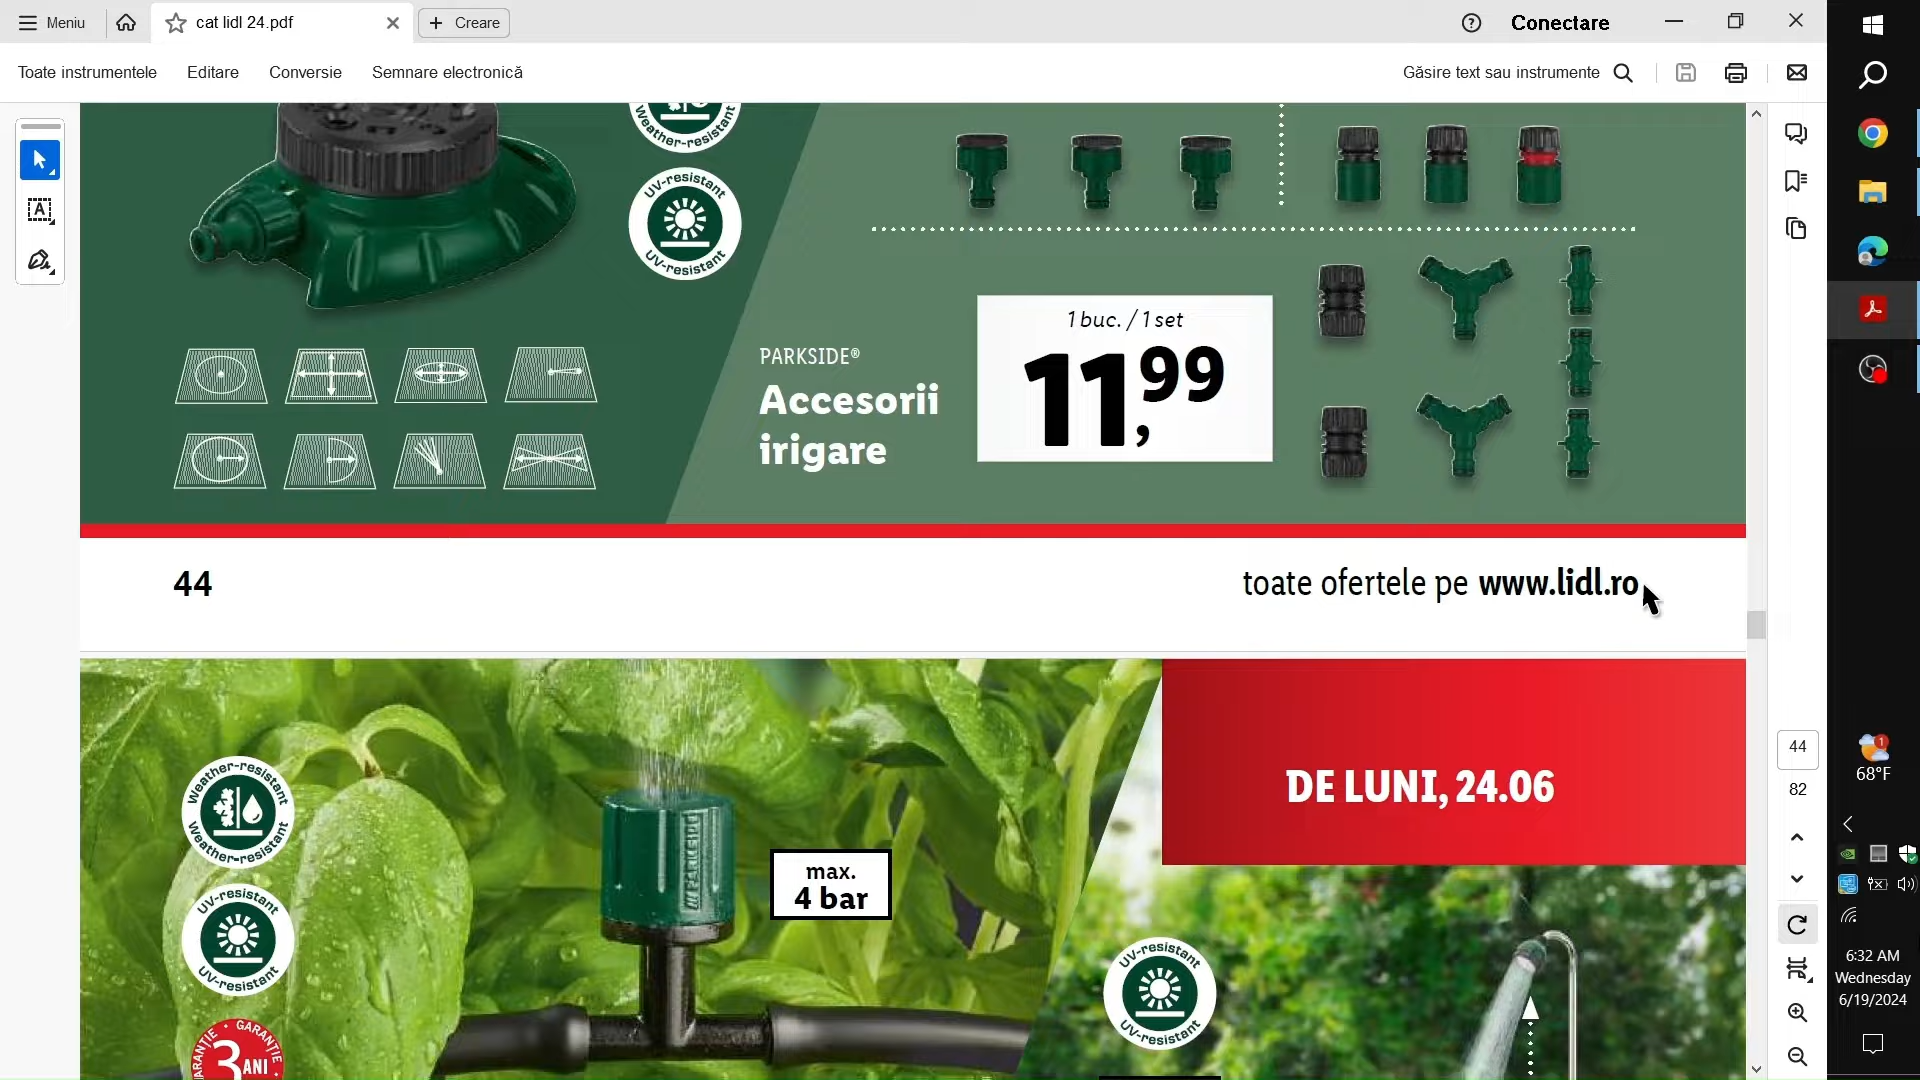 Meniu
cat lidl 24.pdf
Creare
Conectare
Toate instrumentele
Editare
Conversie
Semnare electronică
Găsire text sau instrumente
Weather-resistant
UV-resistant
UV-resistant
1 buc. / 1 set
11,99
PARKSIDE®
Accesorii
irigare
44
toate ofertele pe www.lidl.ro
DE LUNI, 24.06
Weather-resistant
Weather-resistant
UV-resistant
UV-resistant
PARKSIDE
max.
4 bar
UV-resistant
UV-resistant
GARANȚIE
3 ANI
44
82
1
68°F
6:32 AM
Wednesday
6/19/2024